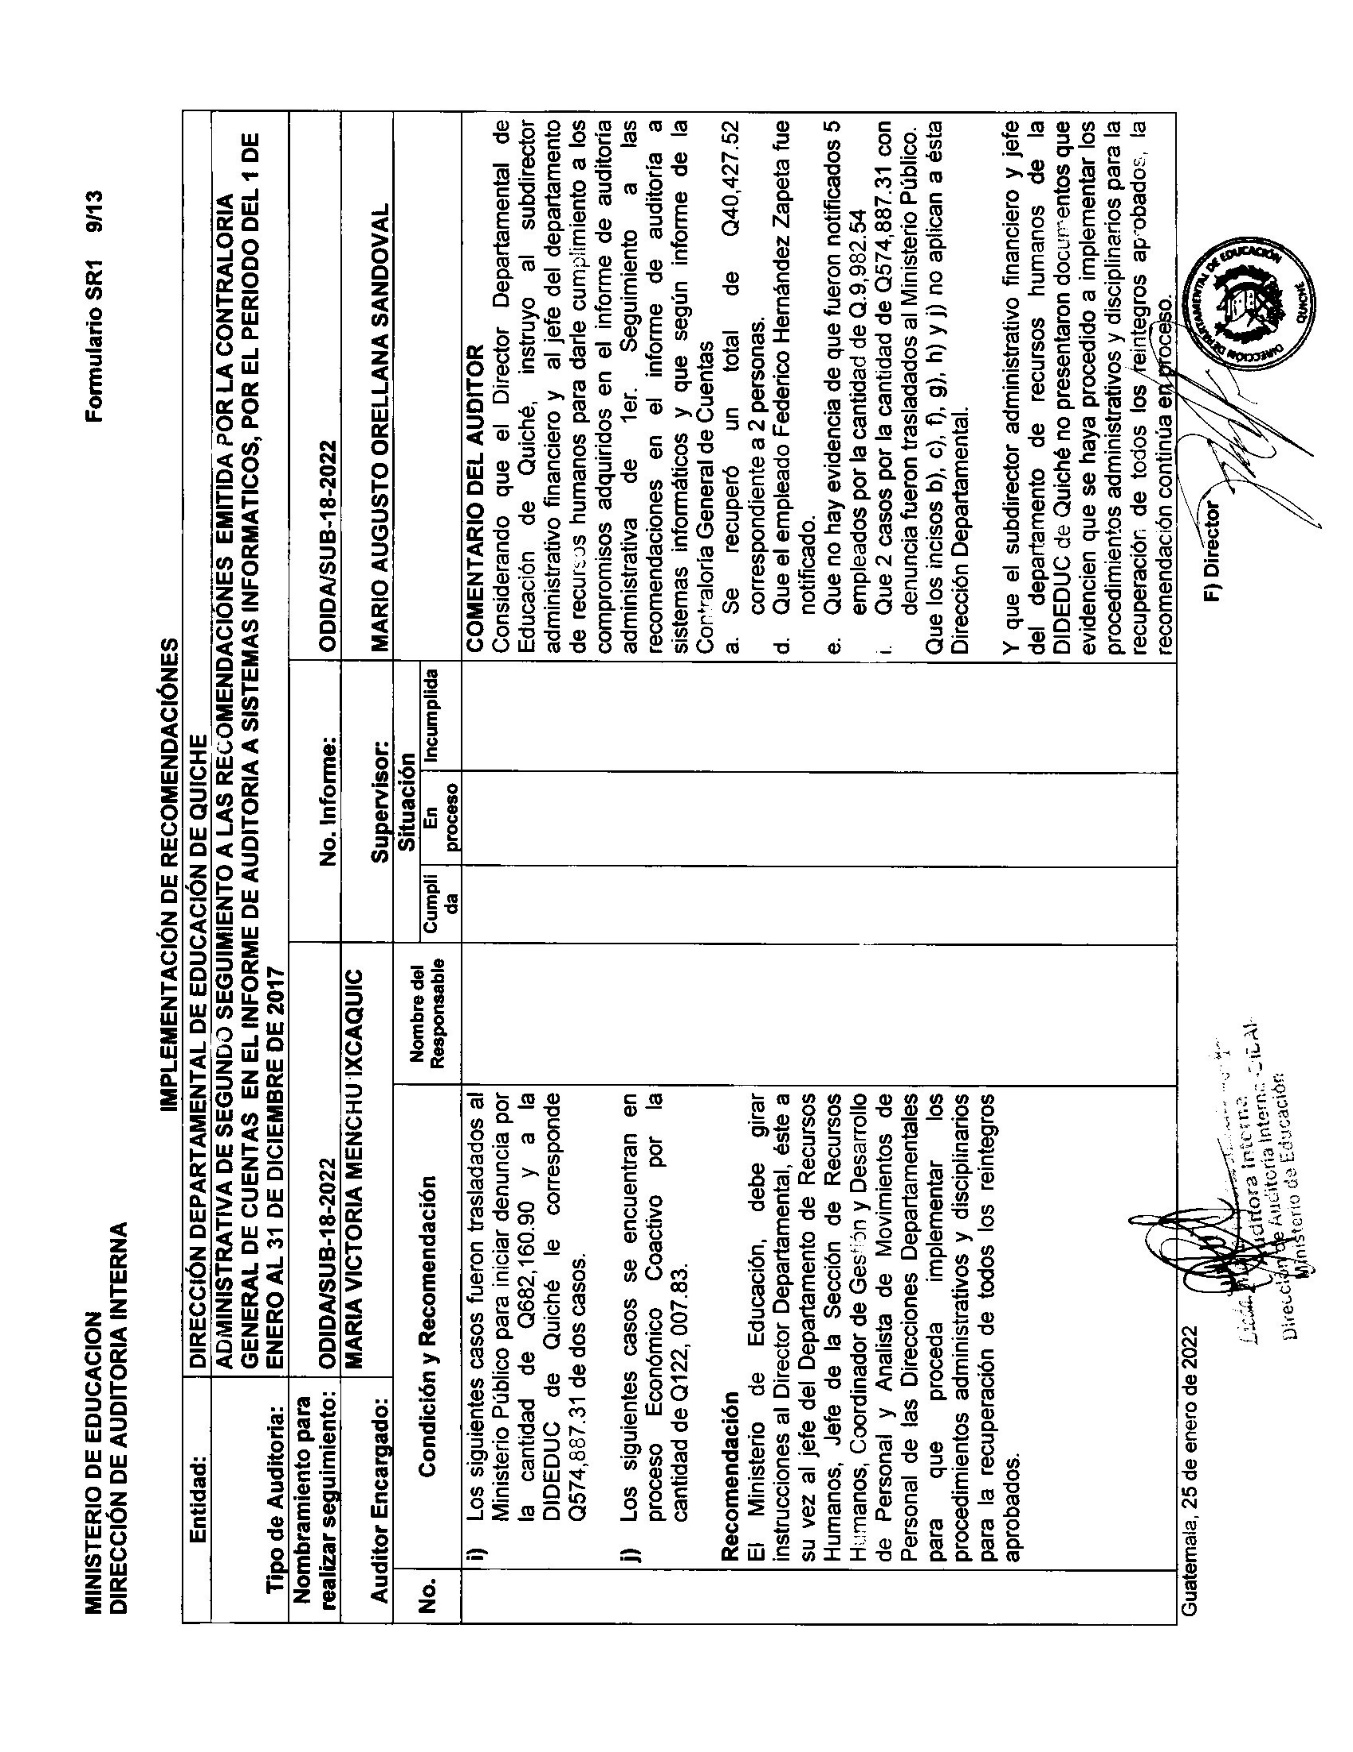 MINISTERIO DE EDUCACION
DIRECCIÓN DE AUDITORIA INTERNA
Formulario SR1 9/13
IMPLEMENTACIÓN DE RECOMENDACIÓNES
Entidad: DIRECCIÓN DEPARTAMENTAL DE EDUCACIÓN DE QUICHE
Tipo de Auditoria: ADMINISTRATIVA DE SEGUNDO SEGUIMIENTO A LAS RECOMENDACIÓNES EMITIDA POR LA CONTRALORIA
GENERAL DE CUENTAS EN EL INFORME DE AUDITORIA A SISTEMAS INFORMATICOS, POR EL PERIODO DEL 1 DE
ENERO AL 31 DE DICIEMBRE DE 2017
Nombramiento para
realizar seguimiento: ODIDA/SUB-18-2022 No. Informe: ODIDA/SUB-18-2022
Auditor Encargado: MARIA VICTORIA MENCHU IXCAQUIC Supervisor: MARIO AUGUSTO ORELLANA SANDOVAL
No. Condición y Recomendación
Nombre del
Responsable
Situación
Cumpli
da
En
proceso
Incumplida
i) Los siguientes casos fueron trasladados al
Ministerio Público para iniciar denuncia por
la cantidad de Q682,160.90 y a la
DIDEDUC de Quiché le corresponde
Q574,887.31 de dos casos.
j) Los siguientes casos se encuentran en
proceso Económico Coactivo por la
cantidad de Q122, 007.83.
Recomendación
El Ministerio de Educación, debe girar
instrucciones al Director Departamental, éste a
su vez al jefe del Departamento de Recursos
Humanos, Jefe de la Sección de Recursos
Humanos, Coordinador de Gestión y Desarrollo
de Personal y Analista de Movimientos de
Personal de las Direcciones Departamentales
para que proceda implementar los
procedimientos administrativos y disciplinarios
para la recuperación de todos los reintegros
aprobados.
COMENTARIO DEL AUDITOR
Considerando que el Director Departamental de
Educación de Quiché, instruyo al subdirector
administrativo financiero y al jefe del departamento
de recursos humanos para darle cumplimiento a los
compromisos adquiridos en el informe de auditoría
administrativa de 1er. Seguimiento a las
recomendaciones en el informe de auditoría a
sistemas informáticos y que según informe de la
Contraloría General de Cuentas
a. Se recuperó un total de Q40,427.52
correspondiente a 2 personas.
d. Que el empleado Federico Hernández Zapeta fue
notificado.
e. Que no hay evidencia de que fueron notificados 5
empleados por la cantidad de Q.9,982.54
i. Que 2 casos por la cantidad de Q574,887.31 con
denuncia fueron trasladados al Ministerio Público.
Que los incisos b), c), f), g), h) y j) no aplican a ésta
Dirección Departamental.
Y que el subdirector administrativo financiero y jefe
del departamento de recursos humanos de la
DIDEDUC de Quiché no presentaron documentos que
evidencien que se haya procedido a implementar los
procedimientos administrativos y disciplinarios para la
recuperación de todos los reintegros aprobados, la
recomendación continúa en proceso.
Guatemala, 25 de enero de 2022
Auditora Interna
Dirección de Auditoría Interna -DIDAI-
Ministerio de Educación
F) Director
DIRECCIÓN DEPARTAMENTAL DE EDUCACIÓN
QUICHÉ